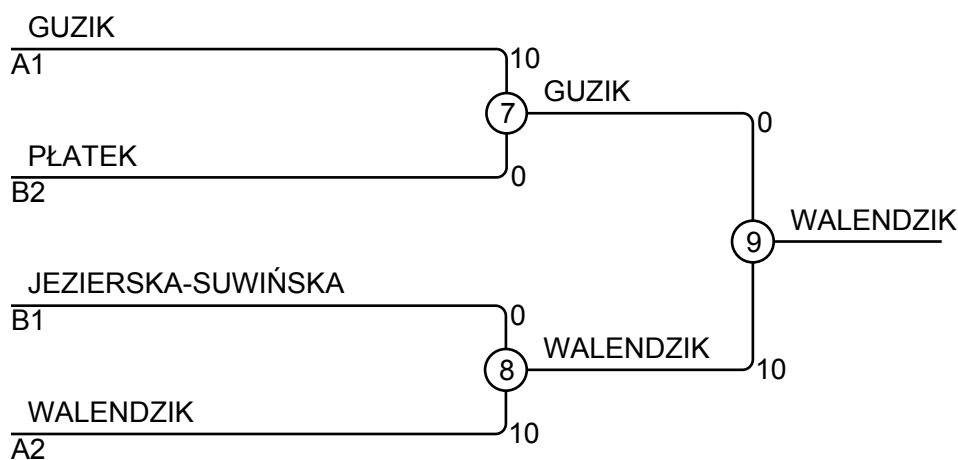 GUZIK
A1
10
7
GUZIK
0
PŁATEK
B2
0
9
WALENDZIK
JEZIERSKA-SUWIŃSKA
B1
0
8
WALENDZIK
10
WALENDZIK
A2
10